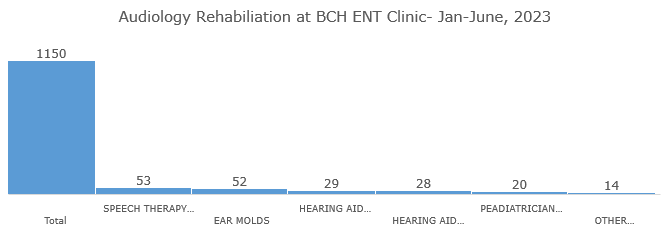 Audiology Rehabiliation at BCH ENT Clinic- Jan-June, 2023
1150
53
52
29
28
20
14
Total
SPEECH THERAPY…
EAR MOLDS
HEARING AID…
HEARING AID…
PEADIATRICIAN…
OTHER…